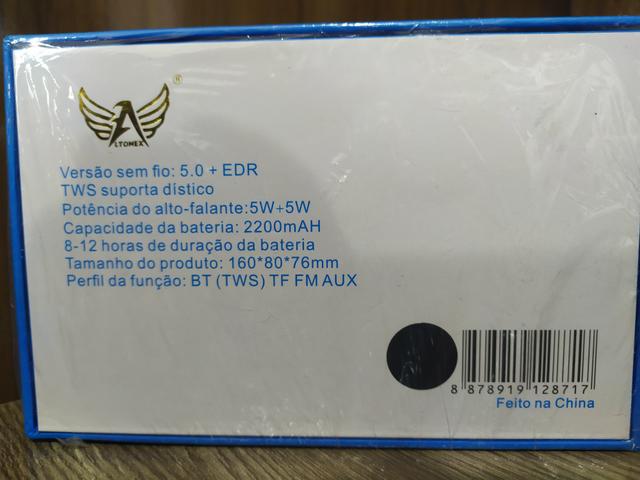 ®
ALTOMEX
Versão sem fio: 5.0 + EDR
TWS suporta dístico
Potência do alto-falante:5W+5W
Capacidade da bateria: 2200mAH
8-12 horas de duração da bateria
Tamanho do produto: 160*80*76mm
Perfil da função: BT (TWS) TF FM AUX
8 878919 128717
Feito na China